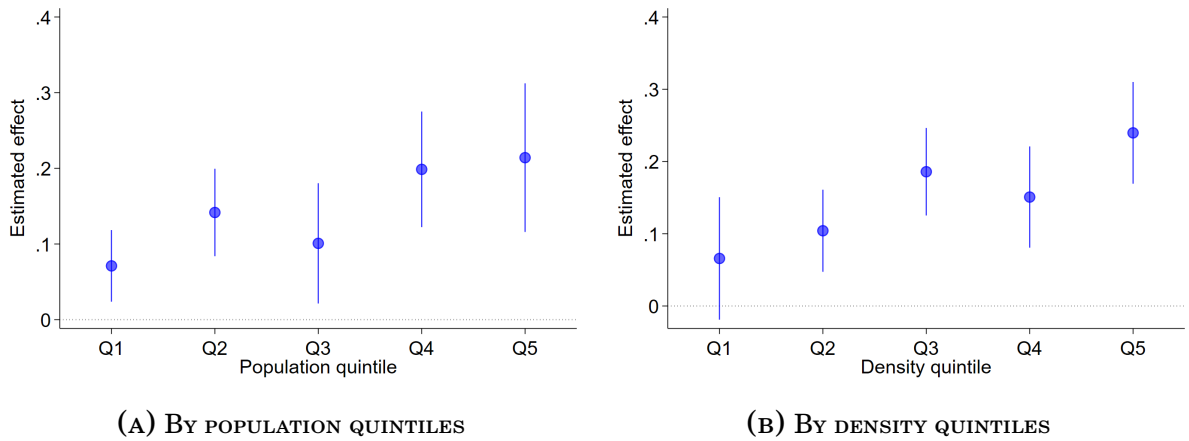 .4
.3
.2
.1
0
Estimated effect
Q1 Q2 Q3 Q4 Q5
Population quintile
(A) By population quintiles
.4
.3
.2
.1
0
Estimated effect
Q1 Q2 Q3 Q4 Q5
Density quintile
(B) By density quintiles